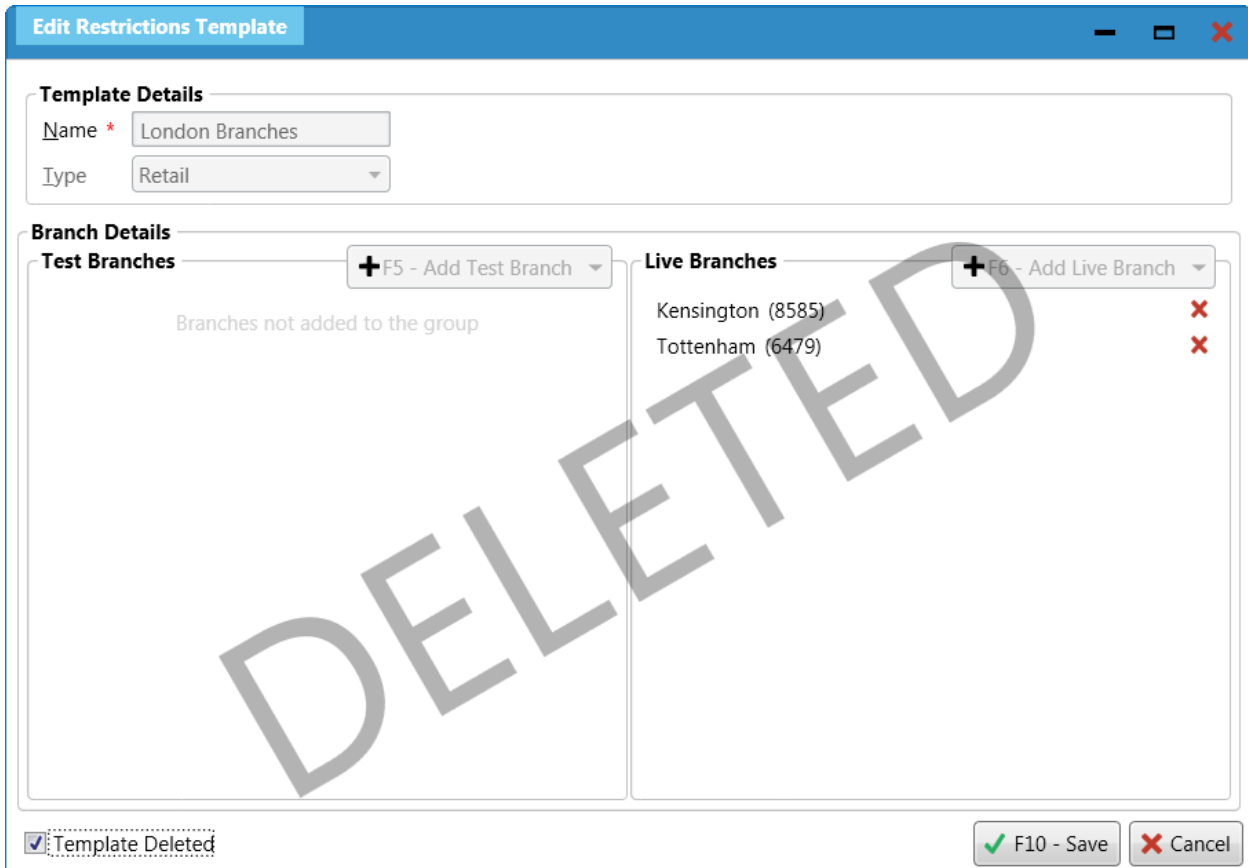 Edit Restrictions Template
Template Details
Name * London Branches
Type Retail
Branch Details
Test Branches
F5 - Add Test Branch
Branches not added to the group
Live Branches
F6 - Add Live Branch
Kensington (8585)
Tottenham (6479)
DELETED
Template Deleted
F10 - Save
Cancel